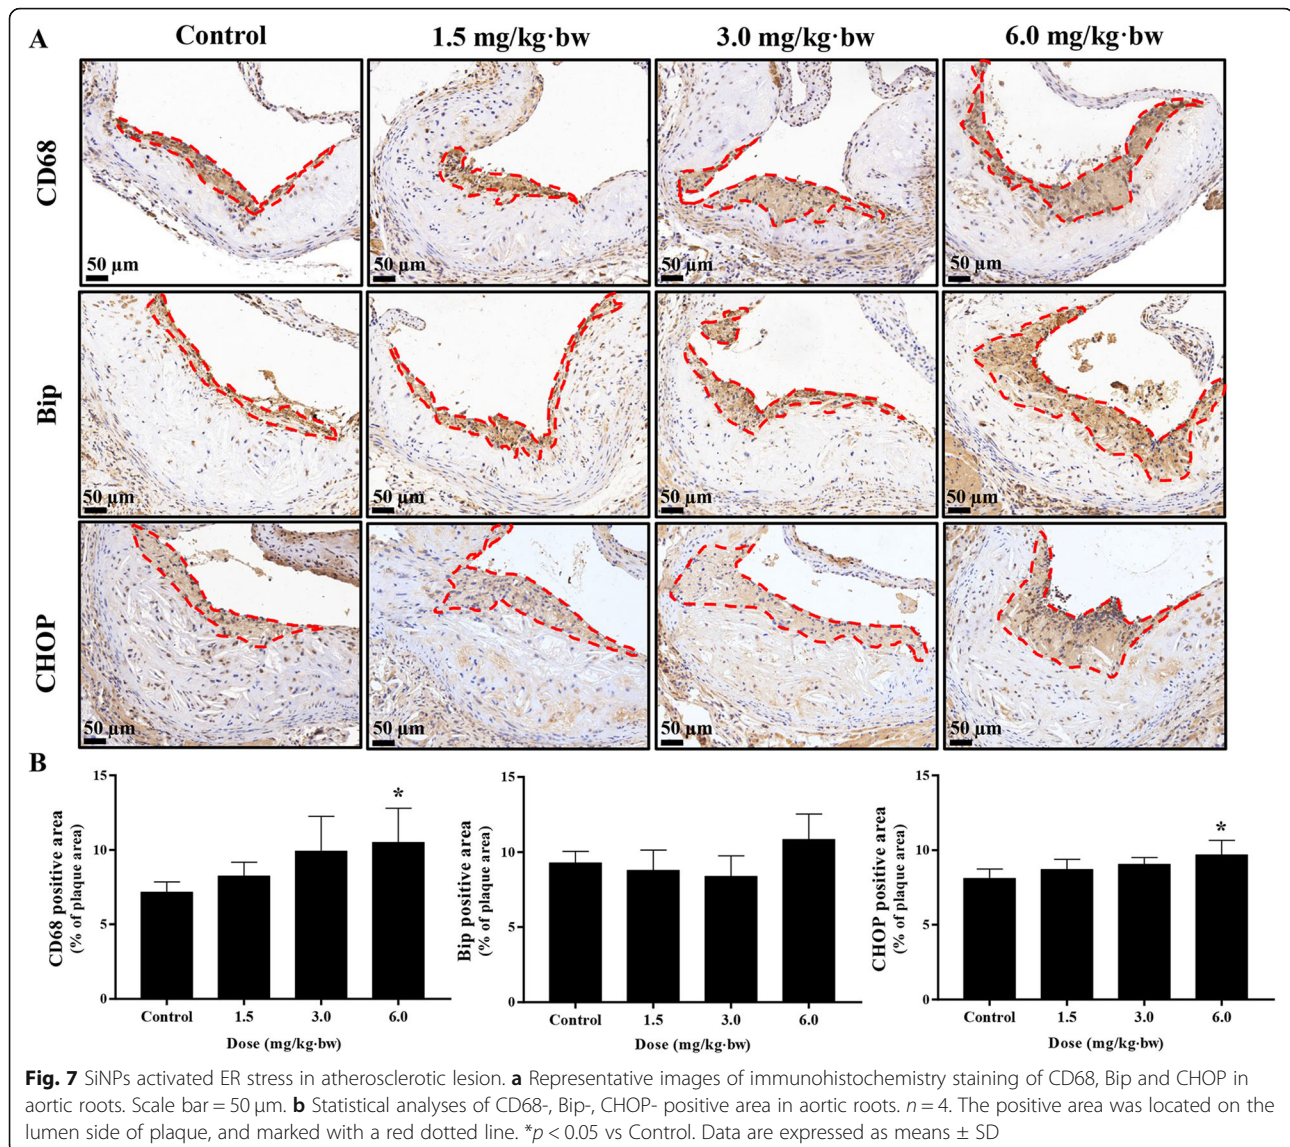 A
Control 1.5 mg/kg·bw 3.0 mg/kg·bw 6.0 mg/kg·bw
CD68
50 µm 50 µm 50 µm 50 µm
Bip
50 µm 50 µm 50 µm 50 µm
CHOP
50 µm 50 µm 50 µm 50 µm
B
CD68 positive area
(% of plaque area)
15
10
5
0
*
Control 1.5 3.0 6.0
Dose (mg/kg·bw)
Bip positive area
(% of plaque area)
15
10
5
0
Control 1.5 3.0 6.0
Dose (mg/kg·bw)
CHOP positive area
(% of plaque area)
15
10
5
0
*
Control 1.5 3.0 6.0
Dose (mg/kg·bw)
Fig. 7 SiNPs activated ER stress in atherosclerotic lesion. a Representative images of immunohistochemistry staining of CD68, Bip and CHOP in
aortic roots. Scale bar = 50 µm. b Statistical analyses of CD68-, Bip-, CHOP- positive area in aortic roots. n = 4. The positive area was located on the
lumen side of plaque, and marked with a red dotted line. *p < 0.05 vs Control. Data are expressed as means ± SD